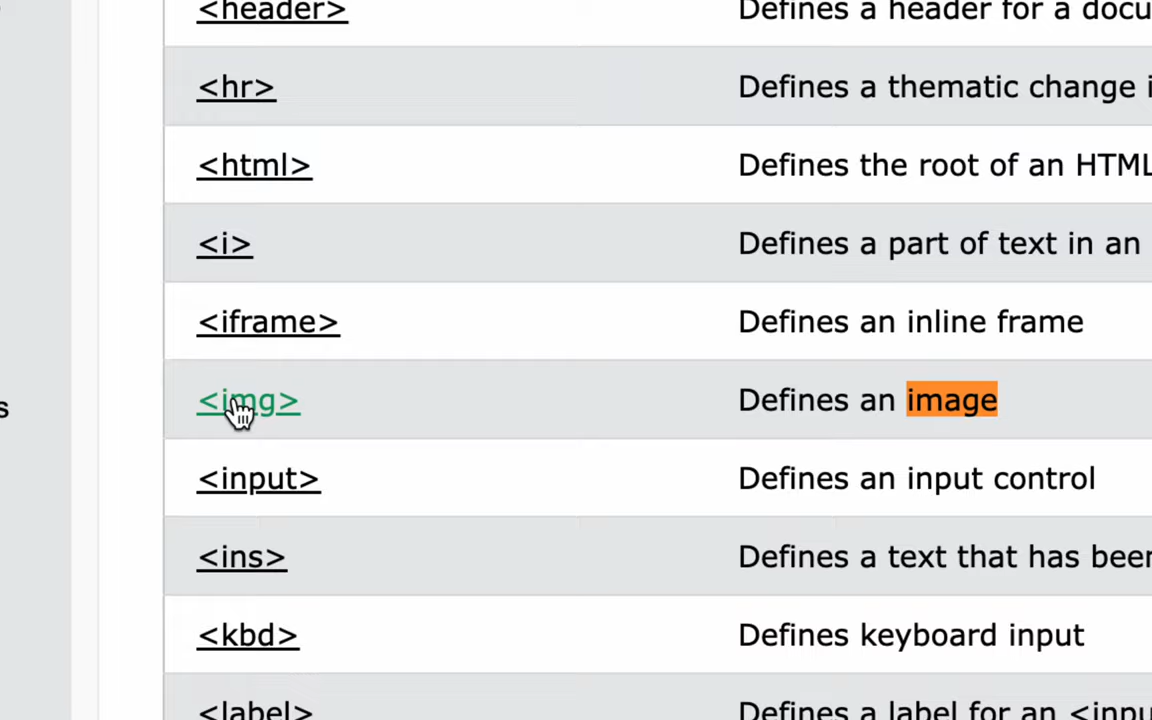 <header> Defines a header for a docu
<hr> Defines a thematic change i
<html> Defines the root of an HTML
<i> Defines a part of text in an
<iframe> Defines an inline frame
<img> Defines an image
<input> Defines an input control
<ins> Defines a text that has been
<kbd> Defines keyboard input
<label> Defines a label for an <inpu
s